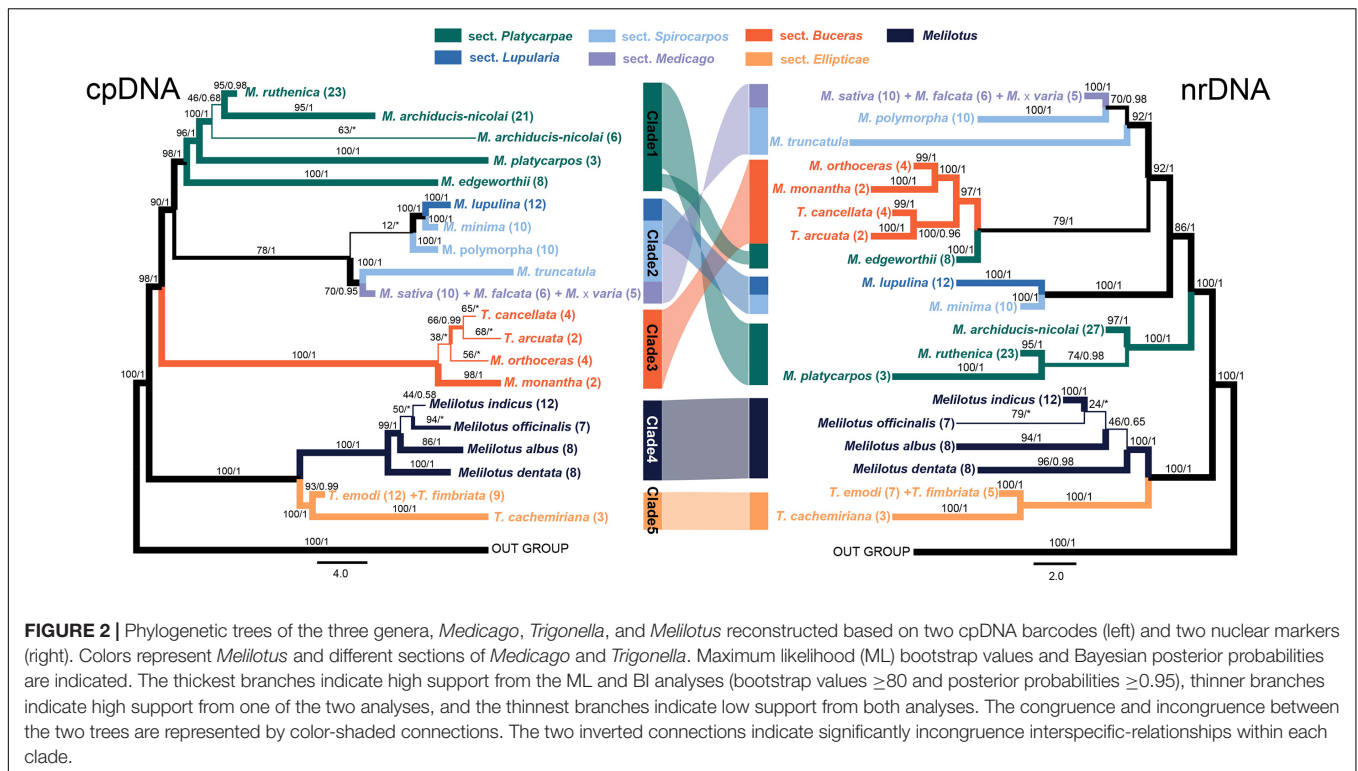 sect. Platycarpae
sect. Spirocarpos
sect. Buceras
Melilotus
sect. Lupularia
sect. Medicago
sect. Ellipticae
cpDNA
95/0.98
M. ruthenica (23)
46/0.68
100/1
95/1
M. archiducis-nicolai (21)
63/*
M. archiducis-nicolai (6)
96/1
100/1
M. platycarpos (3)
98/1
100/1
M. edgeworthii (8)
90/1
100/1
M. lupulina (12)
100/1
100/1
M. minima (10)
12/*
100/1
M. polymorpha (10)
78/1
100/1
M. truncatula
70/0.95
M. sativa (10) + M. falcata (6) + M. x varia (5)
98/1
65/*
T. cancellata (4)
66/0.99
68/*
T. arcuata (2)
38/*
56/*
M. orthoceras (4)
100/1
98/1
M. monantha (2)
100/1
44/0.58
Melilotus indicus (12)
50/*
94/*
Melilotus officinalis (7)
99/1
86/1
Melilotus albus (8)
100/1
100/1
Melilotus dentata (8)
100/1
93/0.99
T. emodi (12) +T. fimbriata (9)
100/1
100/1
T. cachemiriana (3)
100/1
OUT GROUP
4.0
Clade1
Clade2
Clade3
Clade4
Clade5
nrDNA
100/1
M. sativa (10) + M. falcata (6) + M. x varia (5)
70/0.98
M. polymorpha (10)
100/1
92/1
M. truncatula
92/1
99/1
M. orthoceras (4)
100/1
M. monantha (2)
100/1
97/1
99/1
T. cancellata (4)
79/1
T. arcuata (2)
100/1
100/0.96
86/1
100/1
M. edgeworthii (8)
M. lupulina (12)
100/1
100/1
M. minima (10)
100/1
100/1
M. archiducis-nicolai (27)
97/1
100/1
M. ruthenica (23)
95/1
74/0.98
M. platycarpos (3)
100/1
100/1
Melilotus indicus (12)
100/1
24/*
Melilotus officinalis (7)
79/*
46/0.65
Melilotus albus (8)
94/1
100/1
Melilotus dentata (8)
96/0.98
100/1
T. emodi (7) +T. fimbriata (5)
100/1
100/1
T. cachemiriana (3)
100/1
OUT GROUP
100/1
2.0
FIGURE 2 | Phylogenetic trees of the three genera, Medicago, Trigonella, and Melilotus reconstructed based on two cpDNA barcodes (left) and two nuclear markers
(right). Colors represent Melilotus and different sections of Medicago and Trigonella. Maximum likelihood (ML) bootstrap values and Bayesian posterior probabilities
are indicated. The thickest branches indicate high support from the ML and BI analyses (bootstrap values ≥80 and posterior probabilities ≥0.95), thinner branches
indicate high support from one of the two analyses, and the thinnest branches indicate low support from both analyses. The congruence and incongruence between
the two trees are represented by color-shaded connections. The two inverted connections indicate significantly incongruence interspecific-relationships within each
clade.